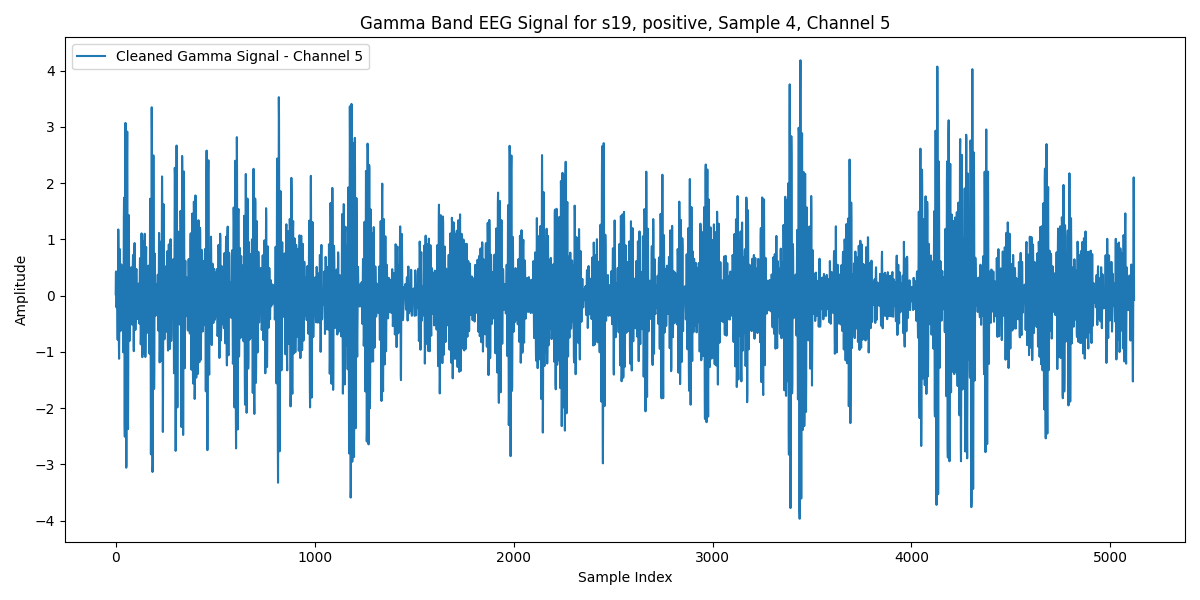 Gamma Band EEG Signal for s19, positive, Sample 4, Channel 5
Cleaned Gamma Signal - Channel 5
4
3
2
1
0
−1
−2
−3
−4
Amplitude
0 1000 2000 3000 4000 5000
Sample Index